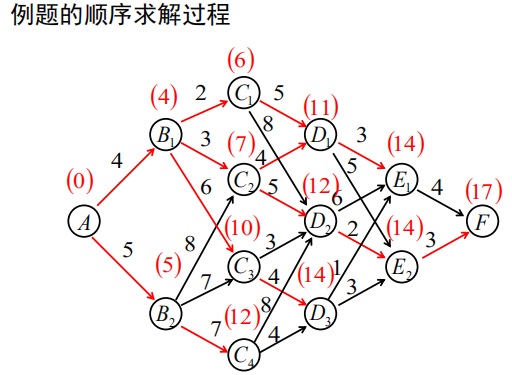 例题的顺序求解过程
(6)
(4) 2 C₁ 5 (11)
B₁ 3 (7) 8 D₁ 3 (14)
4 6 4 5
(0) C₂ 5 (12) 6 E₁ 4 (17)
A (10) D₂ 2 (14) F
5 8 3 3
(5) C₃ 4 (14) 1 E₂
7 8 3
B₂ 7 (12) D₃
4
C₄